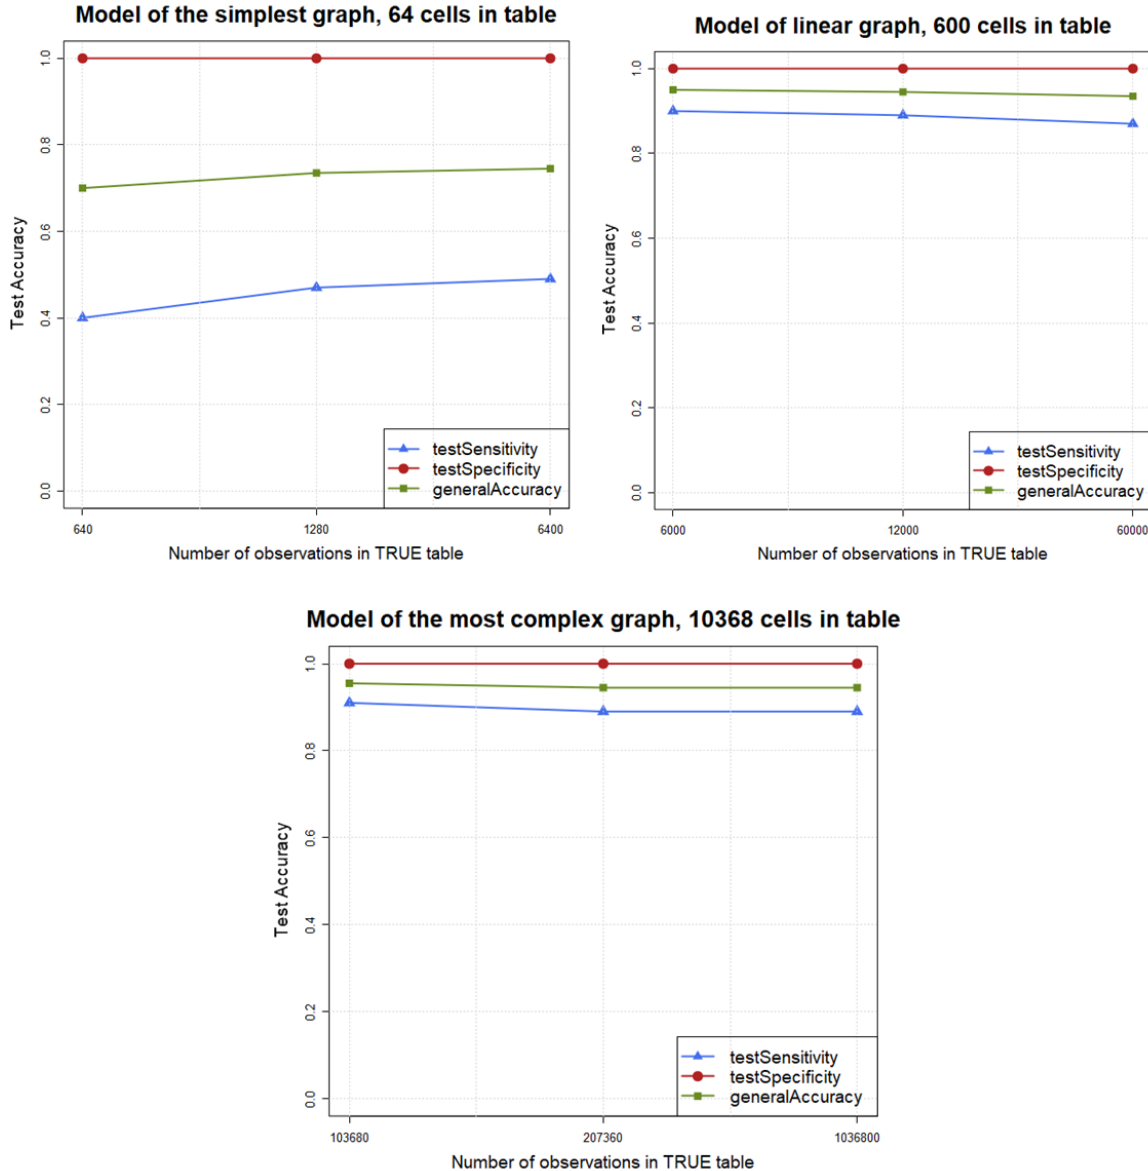 Model of the simplest graph, 64 cells in table
Test Accuracy
1.0
0.8
0.6
0.4
0.2
0.0
testSensitivity
testSpecificity
generalAccuracy
640 1280 6400
Number of observations in TRUE table
Model of linear graph, 600 cells in table
Test Accuracy
1.0
0.8
0.6
0.4
0.2
0.0
testSensitivity
testSpecificity
generalAccuracy
6000 12000 60000
Number of observations in TRUE table
Model of the most complex graph, 10368 cells in table
Test Accuracy
1.0
0.8
0.6
0.4
0.2
0.0
testSensitivity
testSpecificity
generalAccuracy
103680 207360 1036800
Number of observations in TRUE table